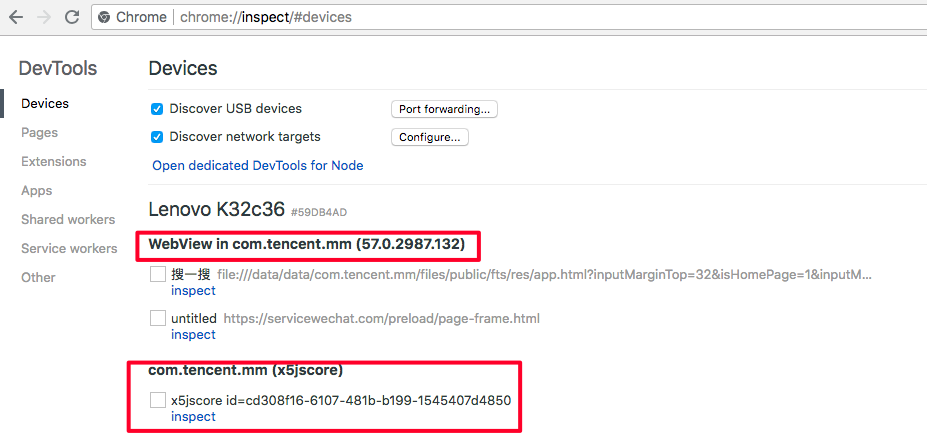 Chrome chrome://inspect/#devices
DevTools
Devices
Pages
Extensions
Apps
Shared workers
Service workers
Other
Devices
Discover USB devices Port forwarding...
Discover network targets Configure...
Open dedicated DevTools for Node
Lenovo K32c36 #59DB4AD
WebView in com.tencent.mm (57.0.2987.132)
搜一搜 file:///data/data/com.tencent.mm/files/public/fts/res/app.html?inputMarginTop=32&isHomePage=1&inputM...
inspect
untitled https://servicewechat.com/preload/page-frame.html
inspect
com.tencent.mm (x5jscore)
x5jscore id=cd308f16-6107-481b-b199-1545407d4850
inspect